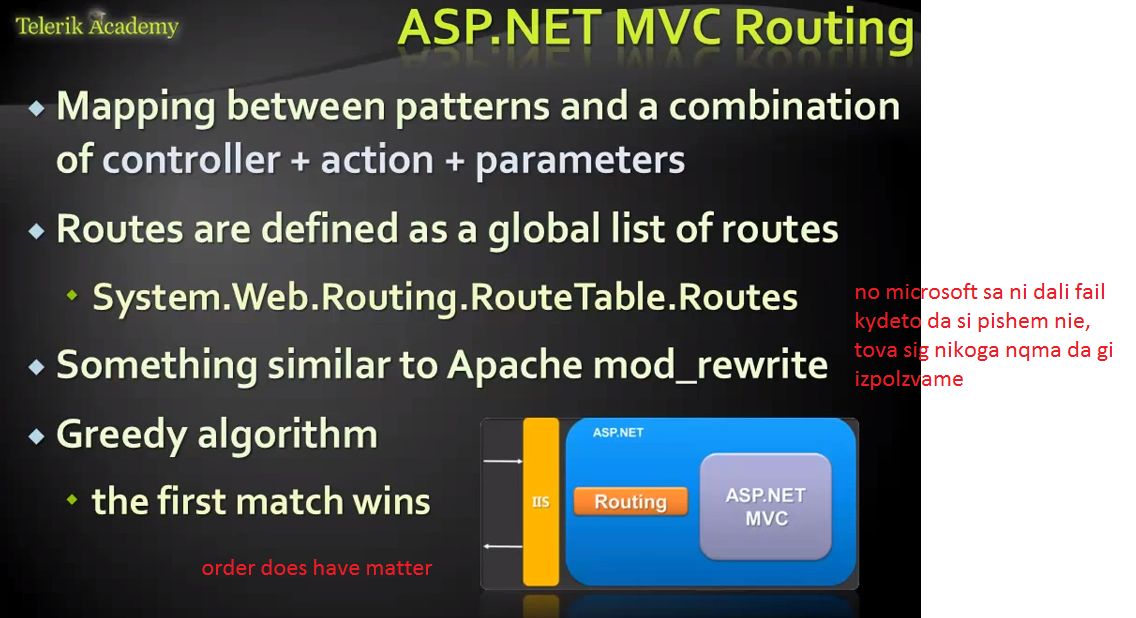 Telerik Academy
ASP.NET MVC Routing
Mapping between patterns and a combination
of controller + action + parameters
Routes are defined as a global list of routes
System.Web.Routing.RouteTable.Routes
no microsoft sa ni dali fail
kydeto da si pishem nie,
tova sig nikoga nqma da gi
izpolzvame
Something similar to Apache mod_rewrite
Greedy algorithm
the first match wins
order does have matter
ASP.NET
IIS
Routing
ASP.NET
MVC